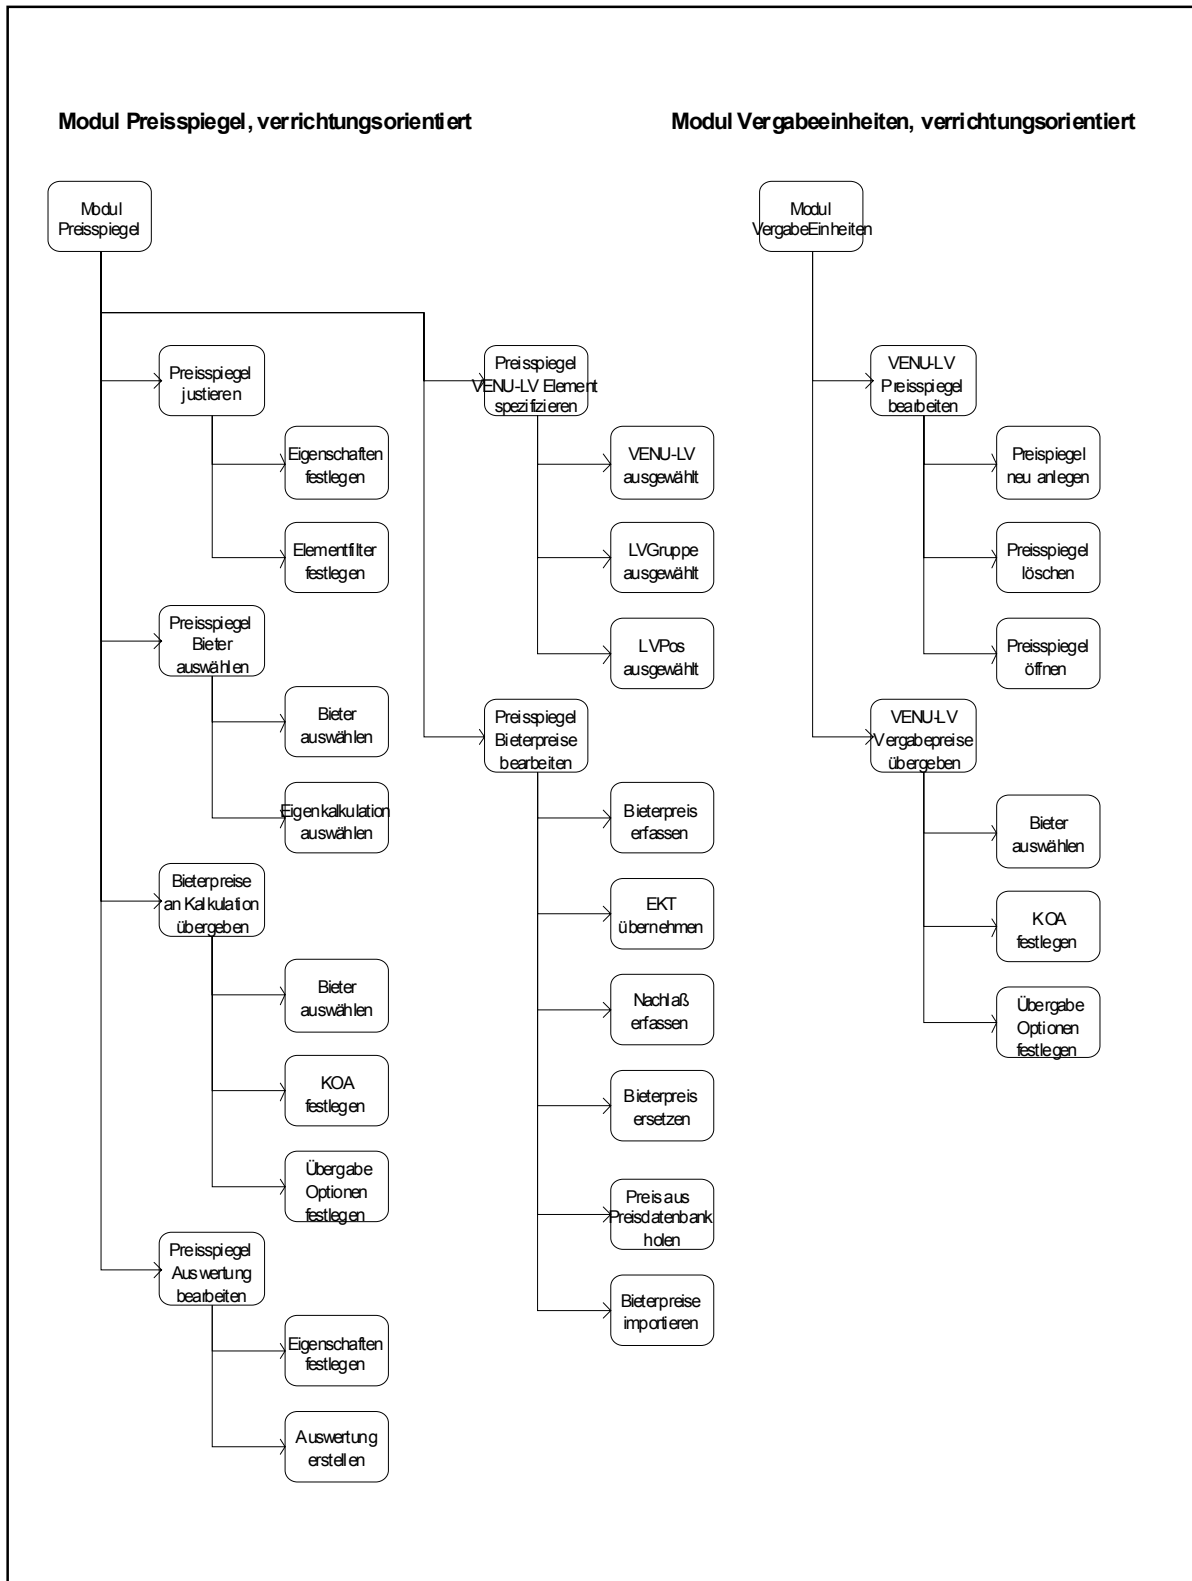 Modul Preisspiegel, verrichtungsorientiert
Modul Vergabeeinheiten, verrichtungsorientiert
Modul
Preisspiegel
Preisspiegel
justieren
Eigenschaften
festlegen
Elementfilter
festlegen
Preisspiegel
Bieter
auswählen
Bieter
auswählen
Eigenkalkulation
auswählen
Bieterpreise
an Kalkulation
übergeben
Bieter
auswählen
KOA
festlegen
Übergabe
Optionen
festlegen
Preisspiegel
Auswertung
bearbeiten
Eigenschaften
festlegen
Auswertung
erstellen
Preisspiegel
VENU-LV Element
spezifizieren
VENU-LV
ausgewählt
LVGruppe
ausgewählt
LVPos
ausgewählt
Preisspiegel
Bieterpreise
bearbeiten
Bieterpreis
erfassen
EKT
übernehmen
Nachlaß
erfassen
Bieterpreis
ersetzen
Preis aus
Preisdatenbank
holen
Bieterpreise
importieren
Modul
VergabeEinheiten
VENU-LV
Preisspiegel
bearbeiten
Preispiegel
neu anlegen
Preisspiegel
löschen
Preisspiegel
öffnen
VENU-LV
Vergabepreise
übergeben
Bieter
auswählen
KOA
festlegen
Übergabe
Optionen
festlegen